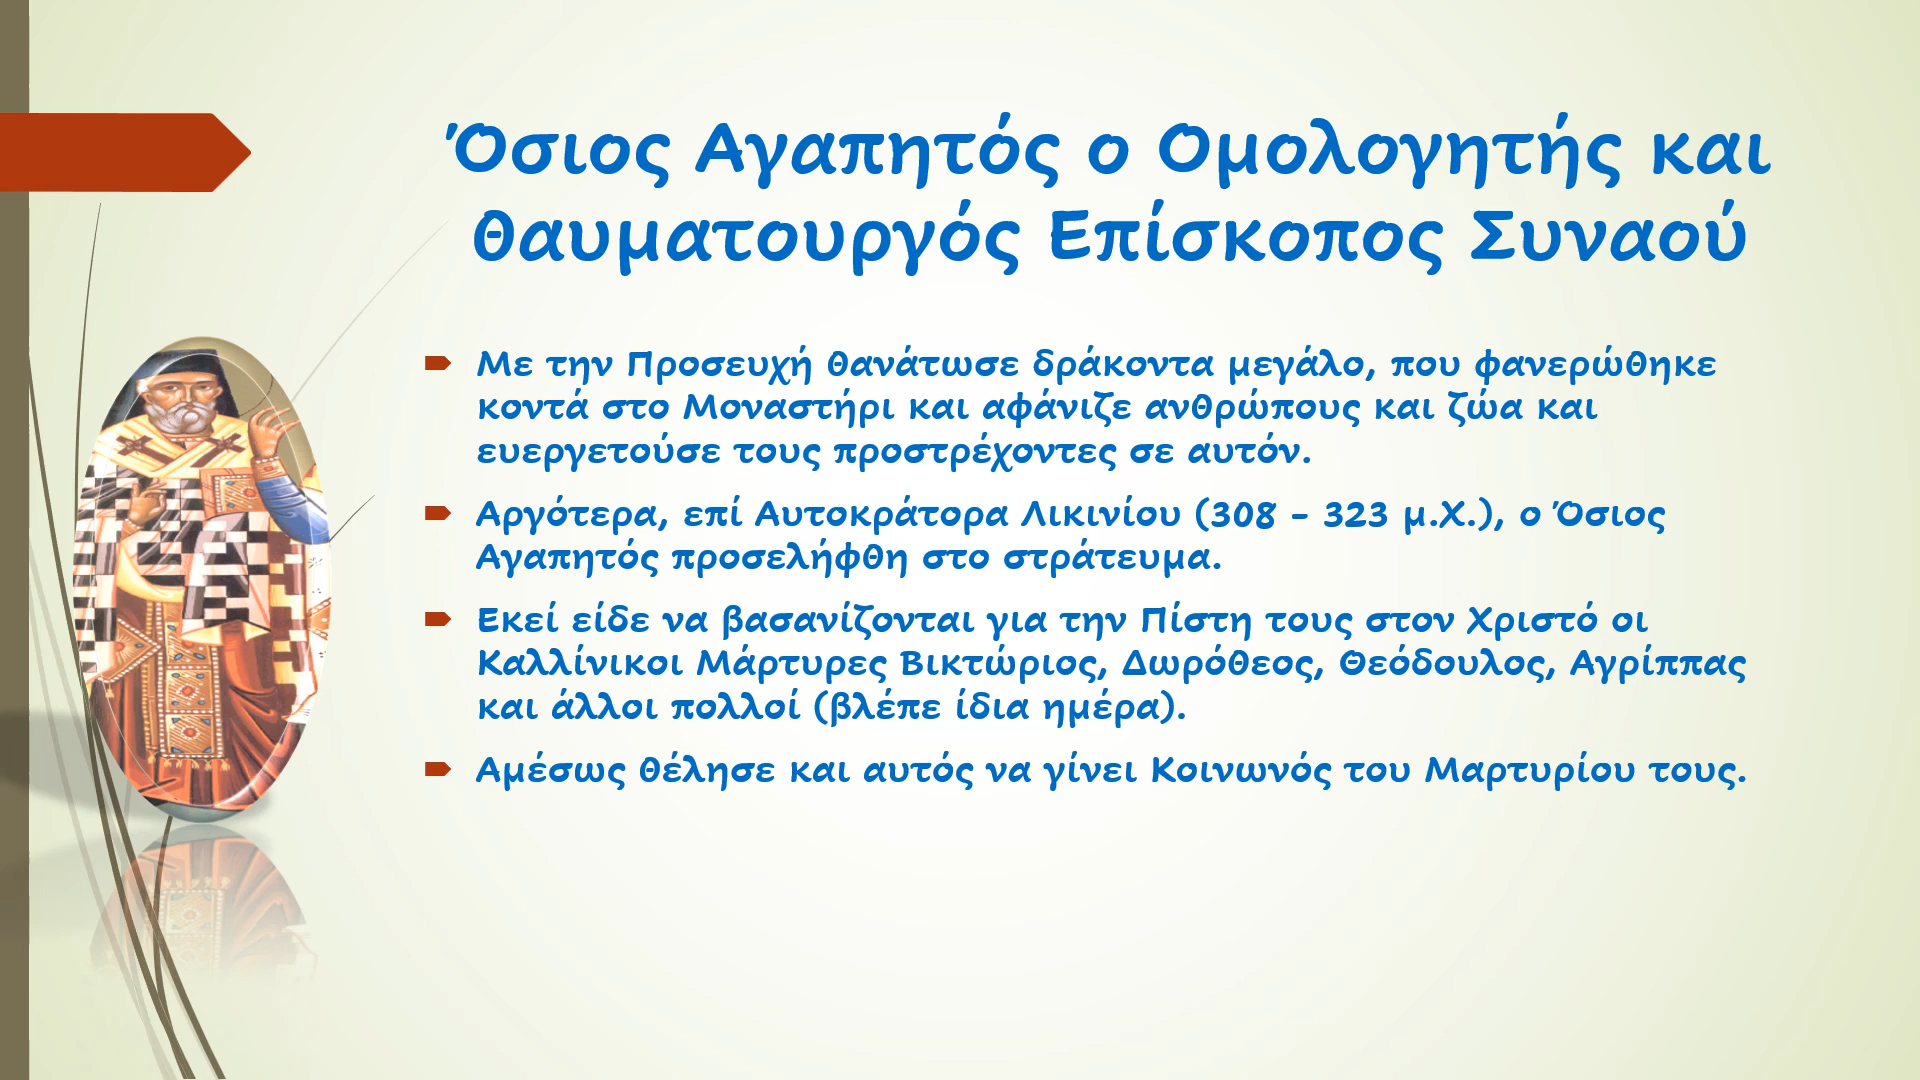 Όσιος Αγαπητός ο Ομολογητής και
θαυματουργός Επίσκοπος Συναού
Με την Προσευχή θανάτωσε δράκοντα μεγάλο, που φανερώθηκε
κοντά στο Μοναστήρι και αφάνιζε ανθρώπους και ζώα και
ευεργετούσε τους προστρέχοντες σε αυτόν.
Αργότερα, επί Αυτοκράτορα Λικινίου (308 – 323 μ.Χ.), ο Όσιος
Αγαπητός προσελήφθη στο στράτευμα.
Εκεί είδε να βασανίζονται για την Πίστη τους στον Χριστό οι
Καλλίνικοι Μάρτυρες Βικτώριος, Δωρόθεος, Θεόδουλος, Αγρίππας
και άλλοι πολλοί (βλέπε ίδια ημέρα).
Αμέσως θέλησε και αυτός να γίνει Κοινωνός του Μαρτυρίου τους.